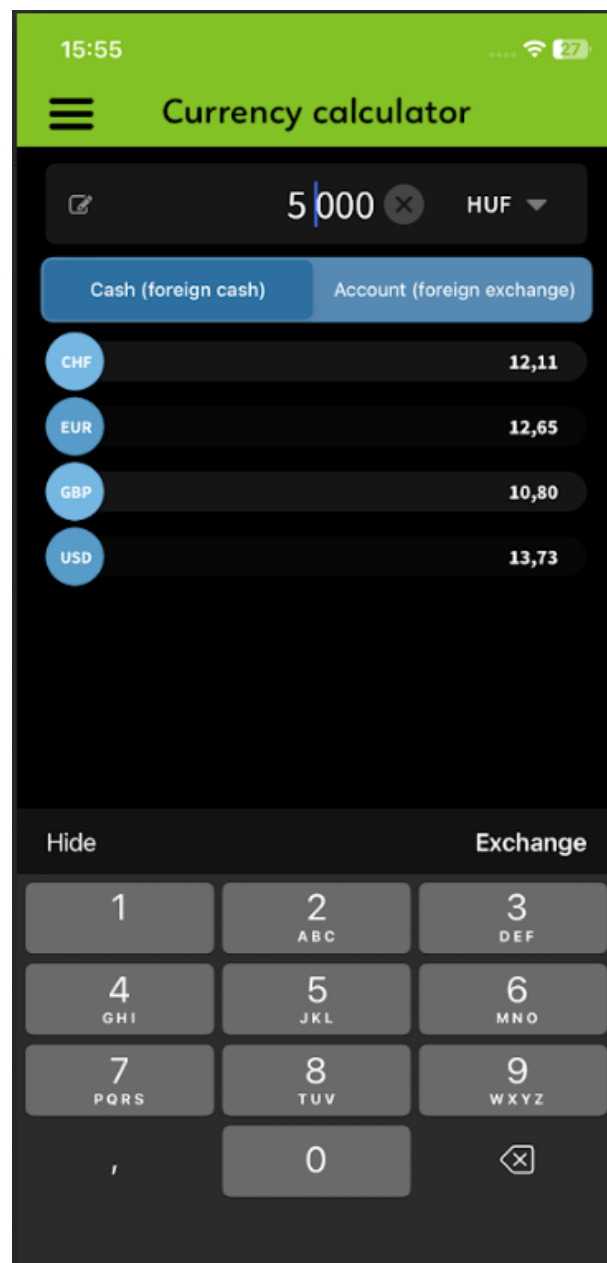 15:55 27
Currency calculator
5 000 HUF
Cash (foreign cash) Account (foreign exchange)
CHF 12,11
EUR 12,65
GBP 10,80
USD 13,73
Hide Exchange
1 2 3
ABC DEF
4 5 6
GHI JKL MNO
7 8 9
PQRS TUV WXYZ
, 0